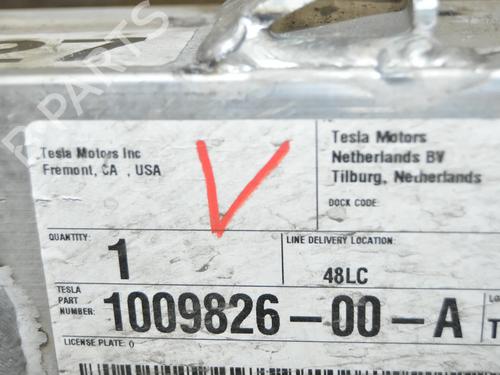 Tesla Motors Inc
Fremont, CA , USA
Tesla Motors
Netherlands BV
Tilburg, Netherlands
DOCK CODE:
QUANTITY:
1
LINE DELIVERY LOCATION:
48LC
TESLA
PART
NUMBER:
1009826-00-A
LICENSE PLATE: ()
V
B-PARTS